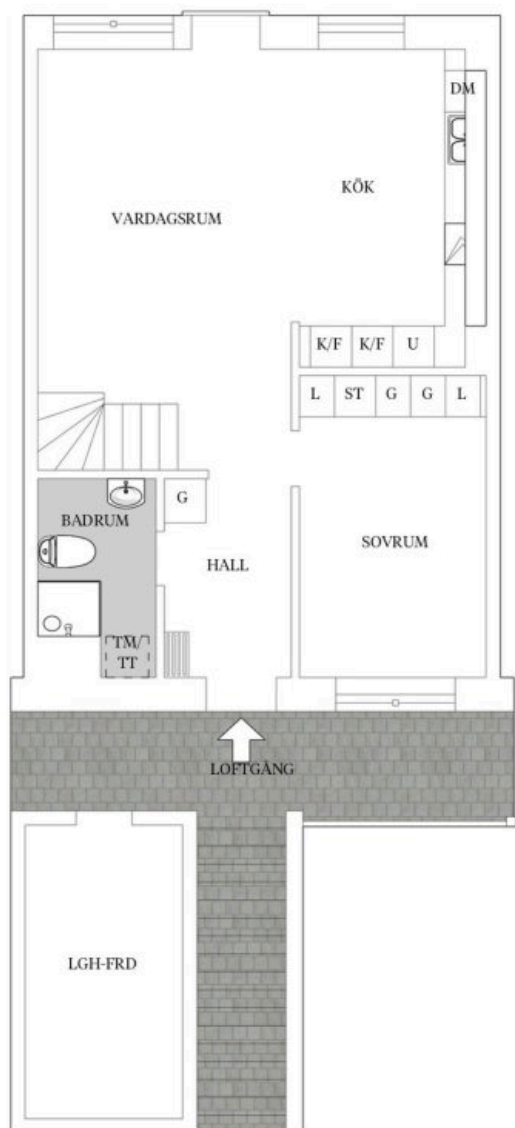 DM
KÖK
VARDAGSRUM
K/F K/F U
L ST G G L
G
BADRUM
SOVRUM
HALL
TM/
TT
LOFTGÅNG
LGH-FRD